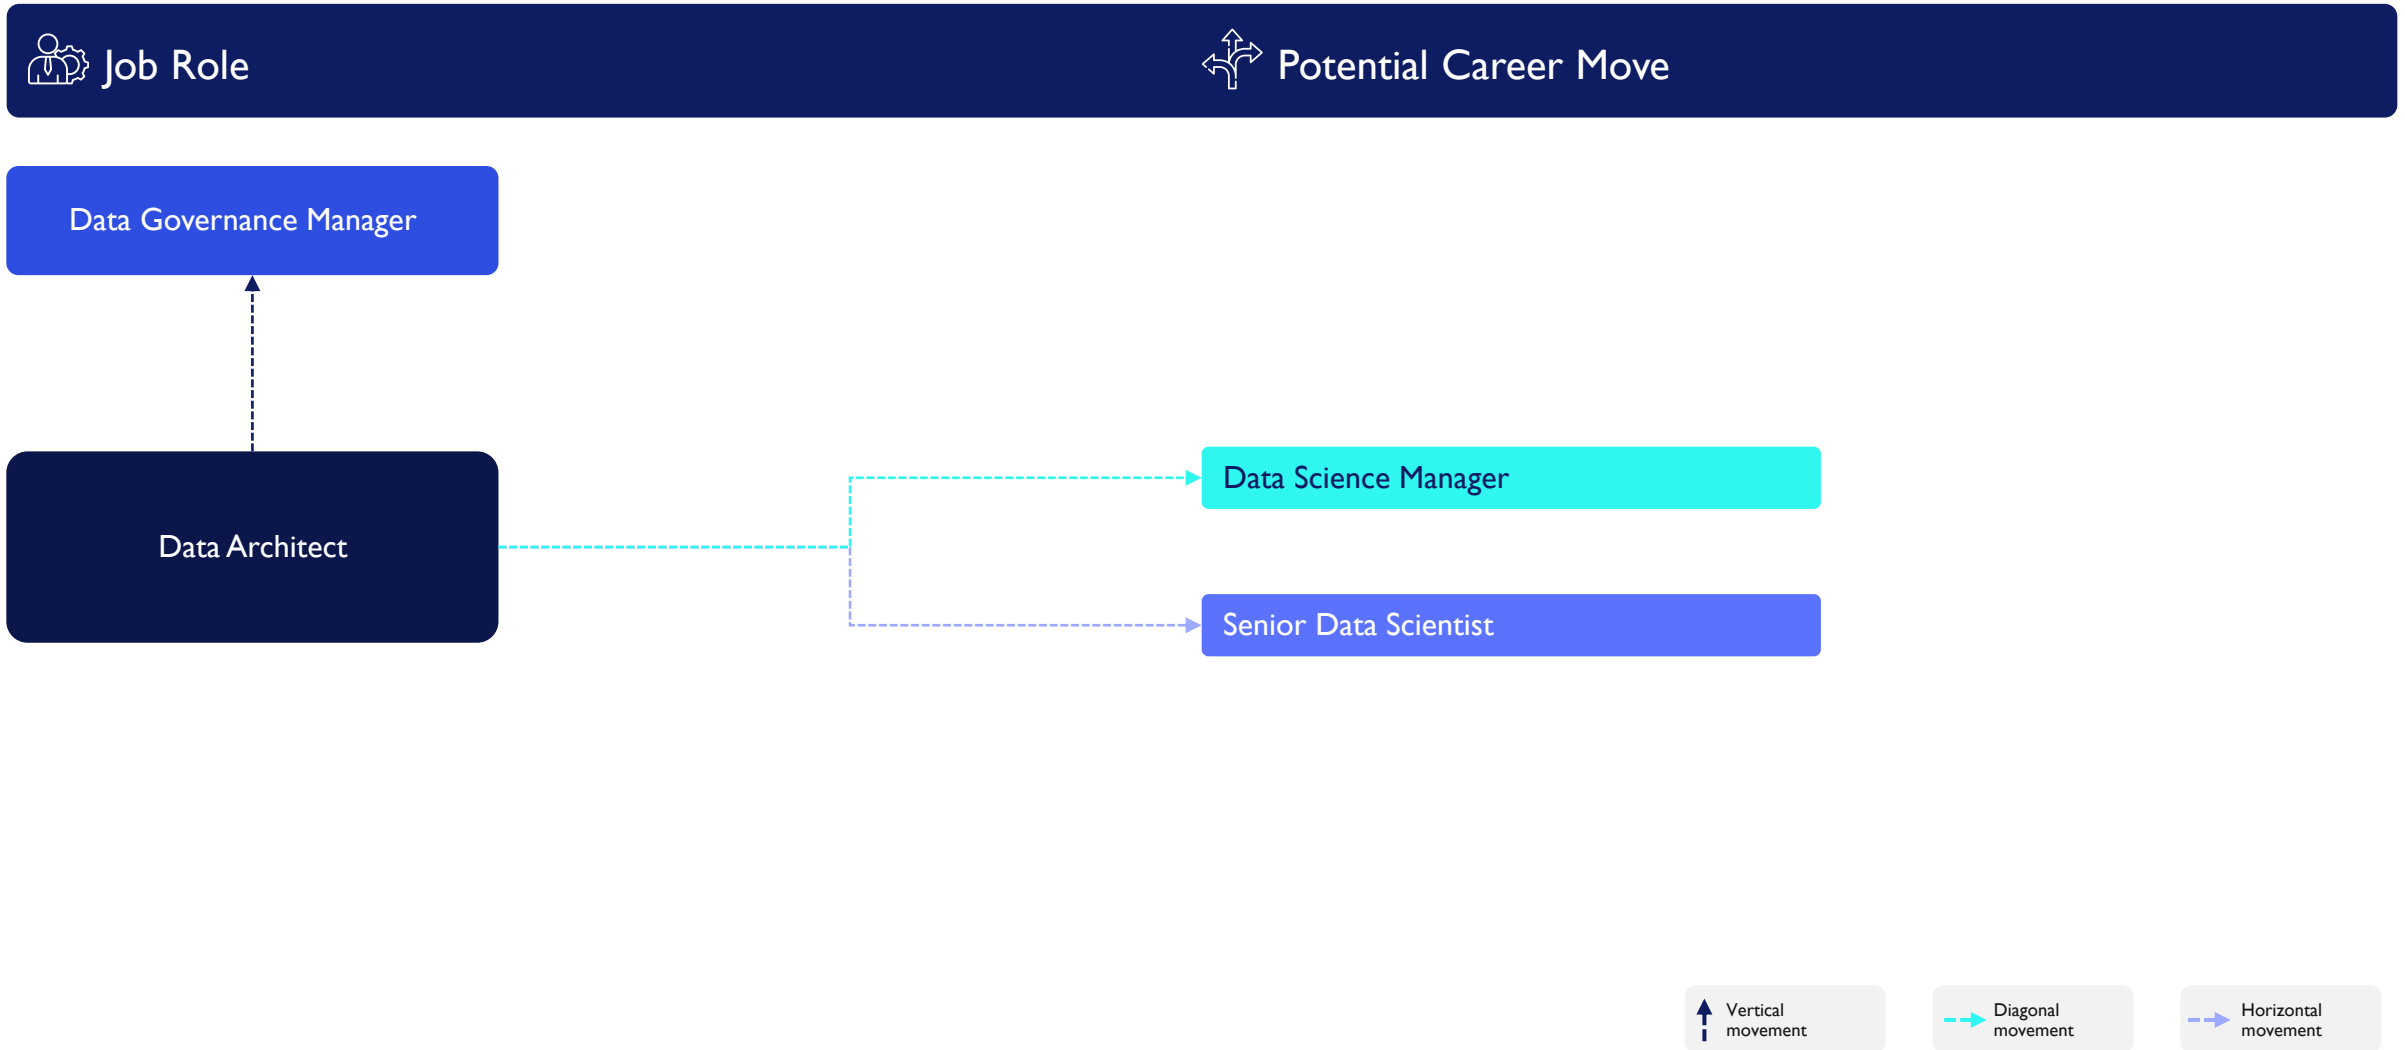 Job Role
Potential Career Move
Data Governance Manager
Data Architect
Data Science Manager
Senior Data Scientist
Vertical
movement
Diagonal
movement
Horizontal
movement